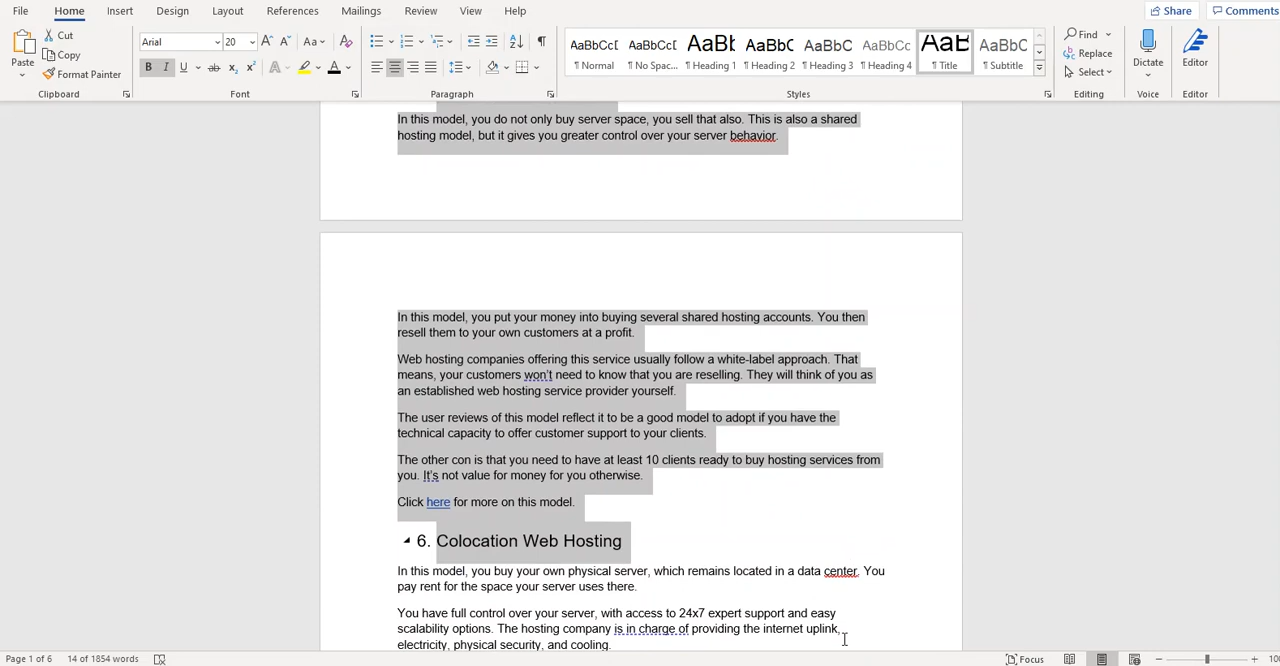 File Home Insert Design Layout References Mailings Review View Help Share Comments
Paste Cut Copy Format Painter
Clipboard
Arial 20 Aa
B I U ab x₂ x² A A
Font
Paragraph
AaBbCcI AaBbCcI AaBb AaBbC AaBbC AaBbCc AaB AaBbC
¶ Normal ¶ No Spac... ¶ Heading 1 ¶ Heading 2 ¶ Heading 3 ¶ Heading 4 ¶ Title ¶ Subtitle
Styles
Find
Replace
Select
Editing
Dictate
Voice
Editor
Editor
In this model, you do not only buy server space, you sell that also. This is also a shared
hosting model, but it gives you greater control over your server behavior.
In this model, you put your money into buying several shared hosting accounts. You then
resell them to your own customers at a profit.
Web hosting companies offering this service usually follow a white-label approach. That
means, your customers won't need to know that you are reselling. They will think of you as
an established web hosting service provider yourself.
The user reviews of this model reflect it to be a good model to adopt if you have the
technical capacity to offer customer support to your clients.
The other con is that you need to have at least 10 clients ready to buy hosting services from
you. It's not value for money for you otherwise.
Click here for more on this model.
6. Colocation Web Hosting
In this model, you buy your own physical server, which remains located in a data center. You
pay rent for the space your server uses there.
You have full control over your server, with access to 24x7 expert support and easy
scalability options. The hosting company is in charge of providing the internet uplink,
electricity, physical security, and cooling.
Page 1 of 6 14 of 1854 words Focus 100